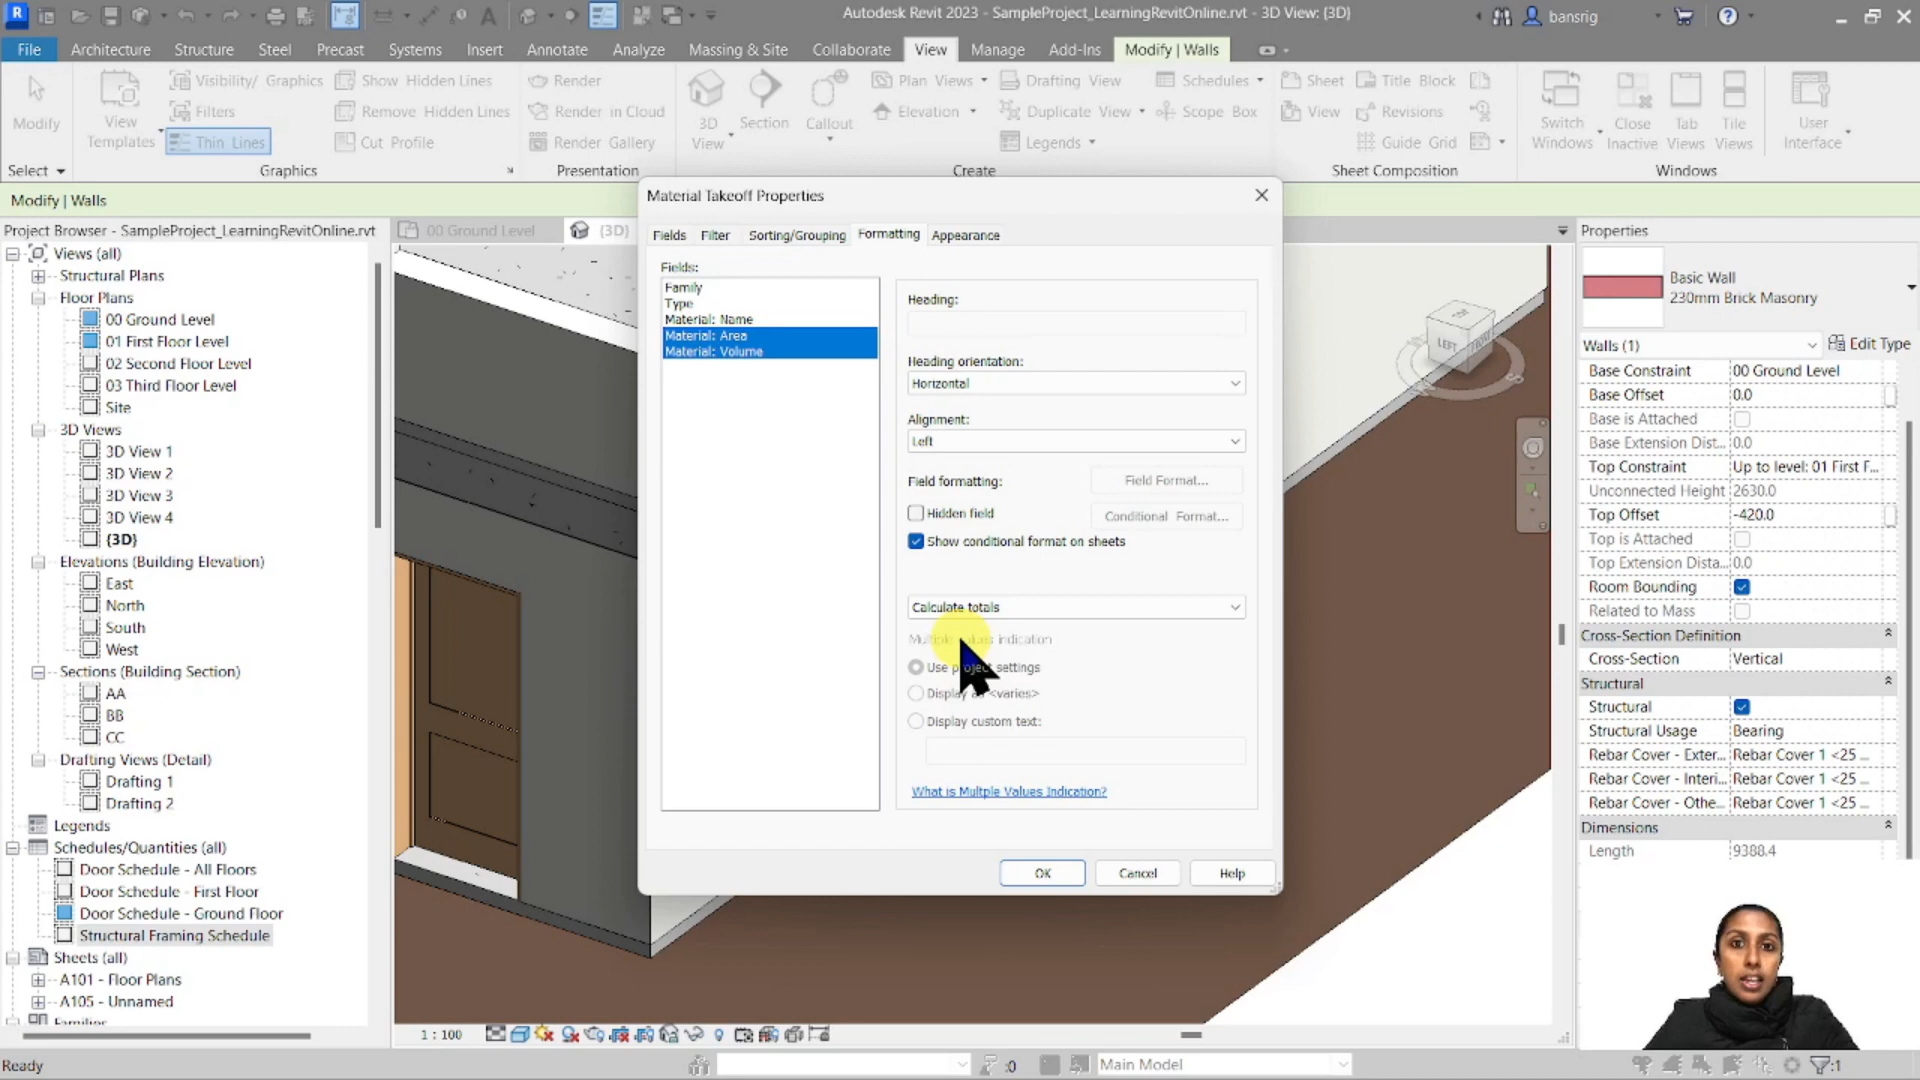 Autodesk Revit 2023 - SampleProject_LearningRevitOnline.rvt - 3D View: {3D}
bansrig
File Architecture Structure Steel Precast Systems Insert Annotate Analyze Massing & Site Collaborate View Manage Add-Ins Modify | Walls
Modify
View Templates
Visibility/ Graphics
Filters
Thin Lines
Show Hidden Lines
Remove Hidden Lines
Cut Profile
Render
Render in Cloud
Render Gallery
3D View
Section
Callout
Plan Views
Elevation
Drafting View
Duplicate View
Legends
Schedules
Scope Box
Sheet
View
Title Block
Revisions
Guide Grid
Switch Windows
Close Inactive
Tab Views
Tile Views
User Interface
Select Graphics Presentation Create Sheet Composition Windows
Modify | Walls
Project Browser - SampleProject_LearningRevitOnline.rvt
Views (all)
Structural Plans
Floor Plans
00 Ground Level
01 First Floor Level
02 Second Floor Level
03 Third Floor Level
Site
3D Views
3D View 1
3D View 2
3D View 3
3D View 4
{3D}
Elevations (Building Elevation)
East
North
South
West
Sections (Building Section)
AA
BB
CC
Drafting Views (Detail)
Drafting 1
Drafting 2
Legends
Schedules/Quantities (all)
Door Schedule - All Floors
Door Schedule - First Floor
Door Schedule - Ground Floor
Structural Framing Schedule
Sheets (all)
A101 - Floor Plans
A105 - Unnamed
Families
00 Ground Level
{3D}
Material Takeoff Properties
Fields Filter Sorting/Grouping Formatting Appearance
Fields:
Family
Type
Material: Name
Material: Area
Material: Volume
Heading:
Heading orientation:
Horizontal
Alignment:
Left
Field formatting: Field Format...
Hidden field Conditional Format...
Show conditional format on sheets
Calculate totals
Multiple values indication
Use project settings
Display as <varies>
Display custom text:
What is Multple Values Indication?
OK Cancel Help
TOP
LEFT
FRONT
Properties
Basic Wall
230mm Brick Masonry
Walls (1) Edit Type
Base Constraint 00 Ground Level
Base Offset 0.0
Base is Attached
Base Extension Dist... 0.0
Top Constraint Up to level: 01 First F...
Unconnected Height 2630.0
Top Offset -420.0
Top is Attached
Top Extension Dista... 0.0
Room Bounding
Related to Mass
Cross-Section Definition
Cross-Section Vertical
Structural
Structural
Structural Usage Bearing
Rebar Cover - Exter... Rebar Cover 1 <25 ...
Rebar Cover - Interi... Rebar Cover 1 <25 ...
Rebar Cover - Othe... Rebar Cover 1 <25 ...
Dimensions
Length 9388.4
1 : 100
Ready
:0
Main Model
:1